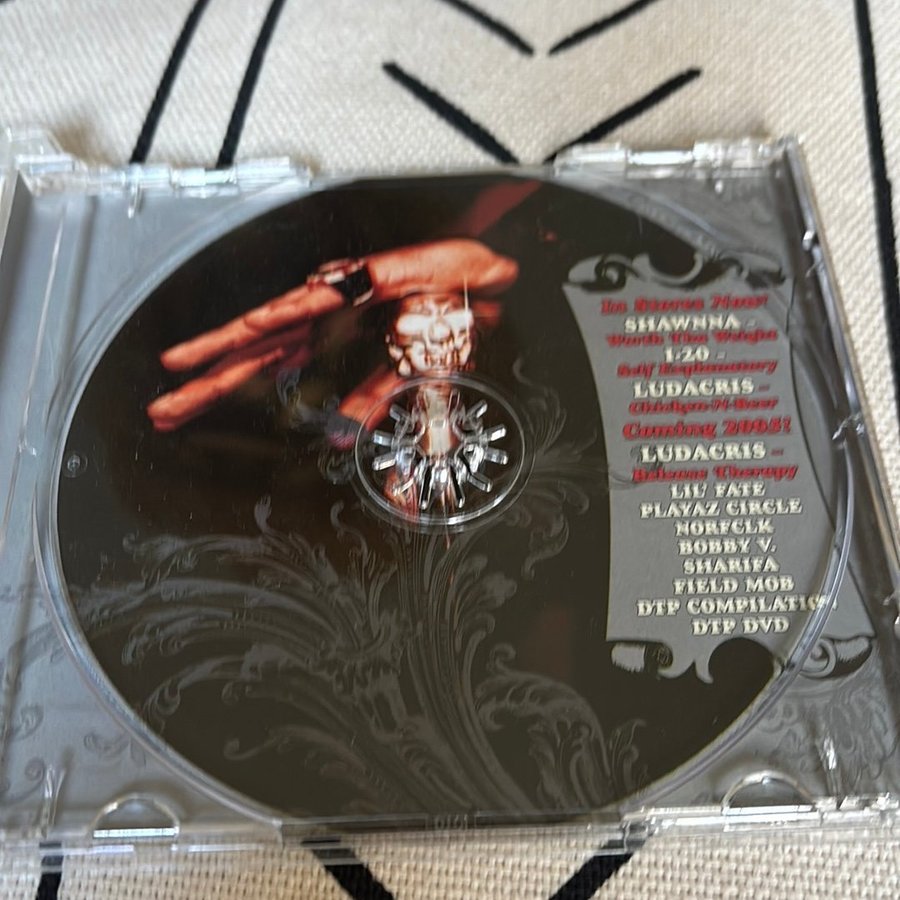 In Stores Now!
SHAWNNA -
Worth Tha Weight
I-20 -
Self Explanatory
LUDACRIS -
Chicken-N-Beer
Coming 2005!
LUDACRIS -
Release Therapy
LIL' FATE
PLAYAZ CIRCLE
NORFCLK
BOBBY V.
SHARIFA
FIELD MOB
DTP COMPILATION
DTP DVD